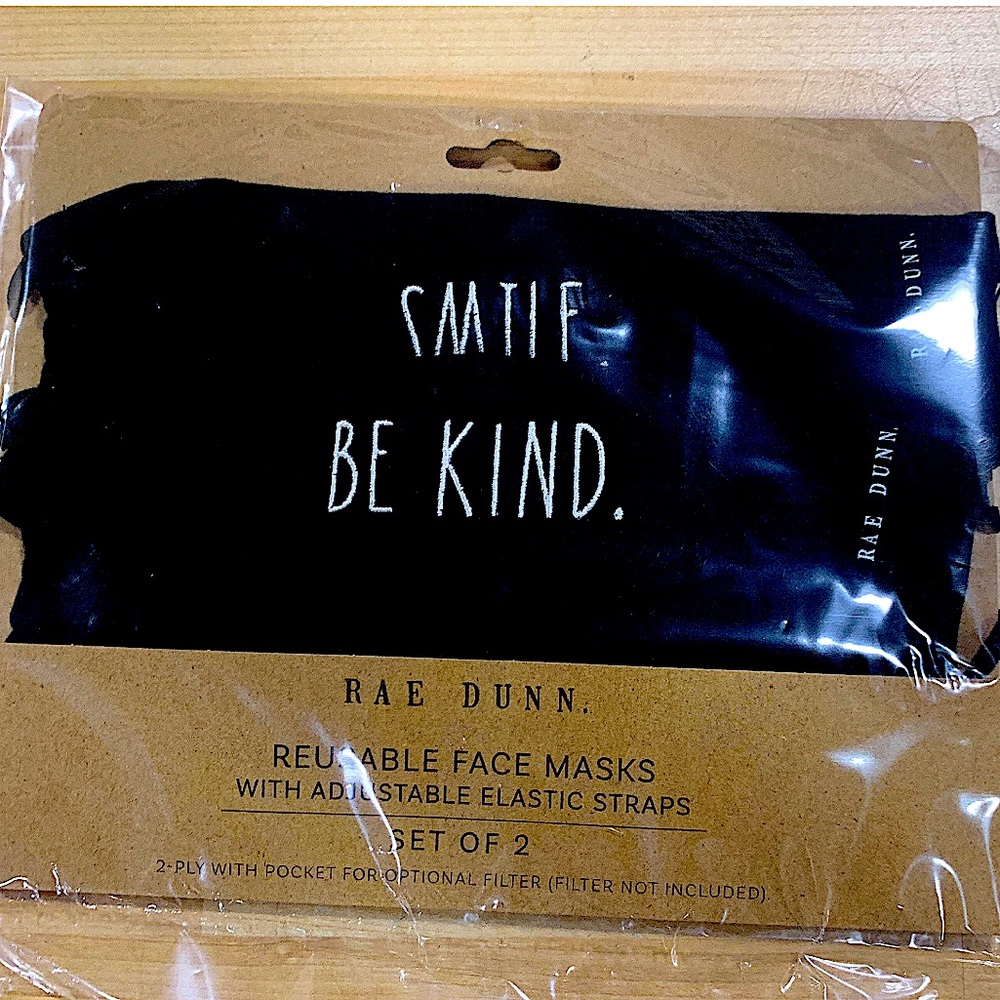 SMILE
BE KIND.
DUNN.
RAE DUNN.
RAE DUNN.
REUSABLE FACE MASKS
WITH ADJUSTABLE ELASTIC STRAPS
SET OF 2
2-PLY WITH POCKET FOR OPTIONAL FILTER (FILTER NOT INCLUDED).